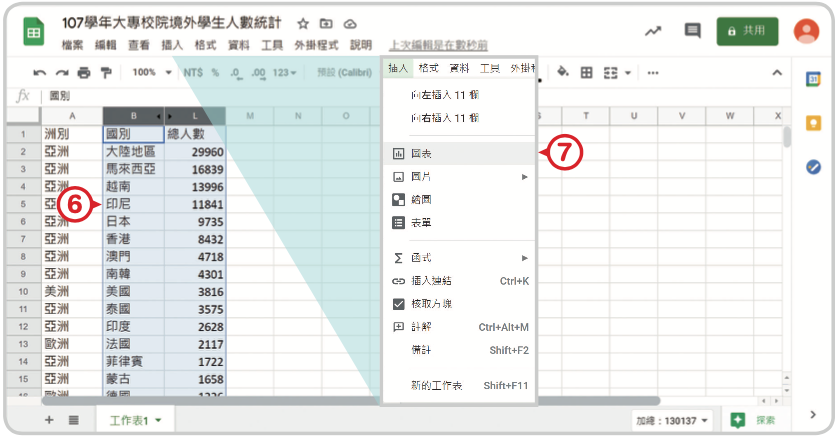 107學年大專校院境外學生人數統計
檔案 編輯 查看 插入 格式 資料 工具 外掛程式 說明 上次編輯是在數秒前
共用
100% NT$ % .0 .00 123 預設 (Calibri)
fx 國別
A B L M N O S T U V W X
1 洲別 國別 總人數
2 亞洲 大陸地區 29960
3 亞洲 馬來西亞 16839
4 亞洲 越南 13996
5 印尼 11841
6 亞洲 日本 9735
7 亞洲 香港 8432
8 亞洲 澳門 4718
9 亞洲 南韓 4301
10 美洲 美國 3816
11 亞洲 泰國 3575
12 亞洲 印度 2628
13 歐洲 法國 2117
14 亞洲 菲律賓 1722
15 亞洲 蒙古 1658
⑥
插入 格式 資料 工具 外掛
向左插入 11 欄
向右插入 11 欄
圖表
⑦
圖片
繪圖
表單
函式
插入連結 Ctrl+K
核取方塊
註解 Ctrl+Alt+M
備註 Shift+F2
新的工作表 Shift+F11
31
工作表1
加總：130137
探索